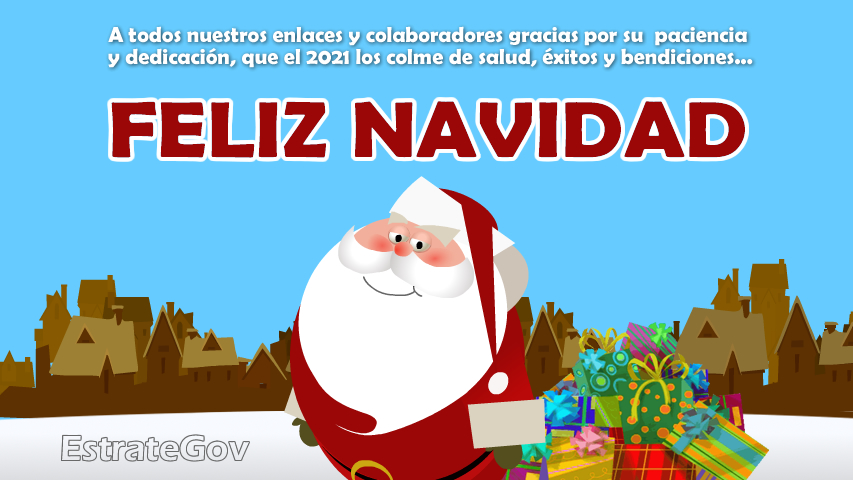 A todos nuestros enlaces y colaboradores gracias por su paciencia
y dedicación, que el 2021 los colme de salud, éxitos y bendiciones...
FELIZ NAVIDAD
EstrateGov